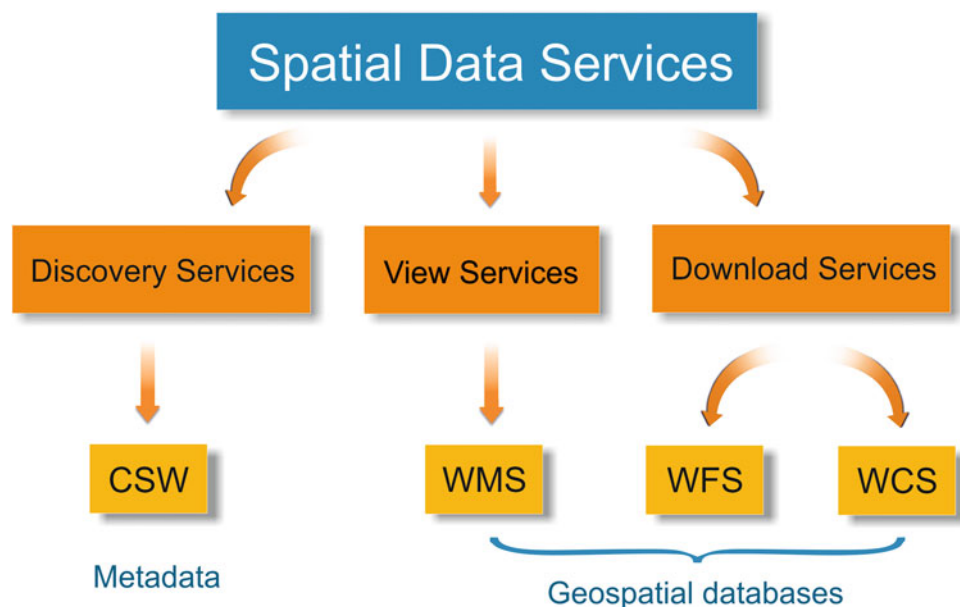 Spatial Data Services
Discovery Services
View Services
Download Services
CSW
WMS
WFS
WCS
Metadata
Geospatial databases